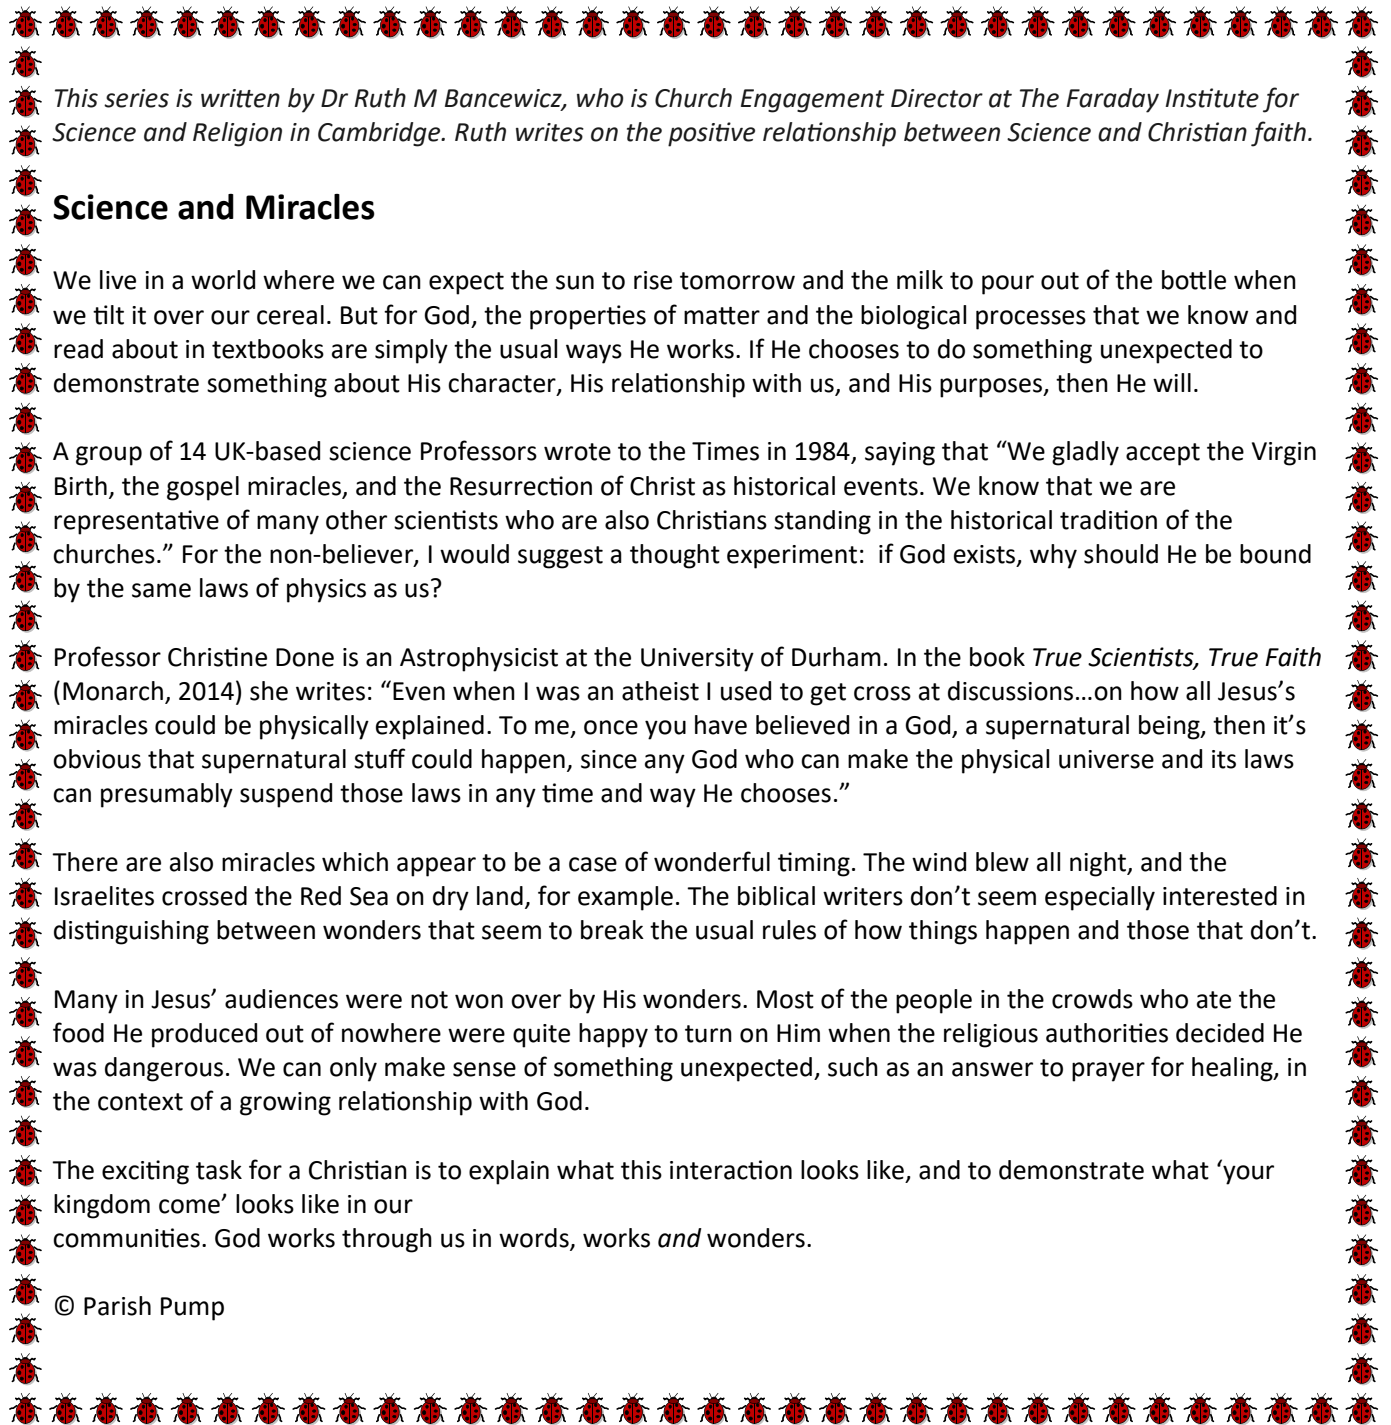 This series is written by Dr Ruth M Bancewicz, who is Church Engagement Director at The Faraday Institute for
Science and Religion in Cambridge. Ruth writes on the positive relationship between Science and Christian faith.
Science and Miracles
We live in a world where we can expect the sun to rise tomorrow and the milk to pour out of the bottle when
we tilt it over our cereal. But for God, the properties of matter and the biological processes that we know and
read about in textbooks are simply the usual ways He works. If He chooses to do something unexpected to
demonstrate something about His character, His relationship with us, and His purposes, then He will.
A group of 14 UK-based science Professors wrote to the Times in 1984, saying that “We gladly accept the Virgin
Birth, the gospel miracles, and the Resurrection of Christ as historical events. We know that we are
representative of many other scientists who are also Christians standing in the historical tradition of the
churches.” For the non-believer, I would suggest a thought experiment:  if God exists, why should He be bound
by the same laws of physics as us?
Professor Christine Done is an Astrophysicist at the University of Durham. In the book True Scientists, True Faith
(Monarch, 2014) she writes: “Even when I was an atheist I used to get cross at discussions…on how all Jesus’s
miracles could be physically explained. To me, once you have believed in a God, a supernatural being, then it’s
obvious that supernatural stuff could happen, since any God who can make the physical universe and its laws
can presumably suspend those laws in any time and way He chooses.”
There are also miracles which appear to be a case of wonderful timing. The wind blew all night, and the
Israelites crossed the Red Sea on dry land, for example. The biblical writers don’t seem especially interested in
distinguishing between wonders that seem to break the usual rules of how things happen and those that don’t.
Many in Jesus’ audiences were not won over by His wonders. Most of the people in the crowds who ate the
food He produced out of nowhere were quite happy to turn on Him when the religious authorities decided He
was dangerous. We can only make sense of something unexpected, such as an answer to prayer for healing, in
the context of a growing relationship with God.
The exciting task for a Christian is to explain what this interaction looks like, and to demonstrate what ‘your
kingdom come’ looks like in our
communities. God works through us in words, works and wonders.
© Parish Pump